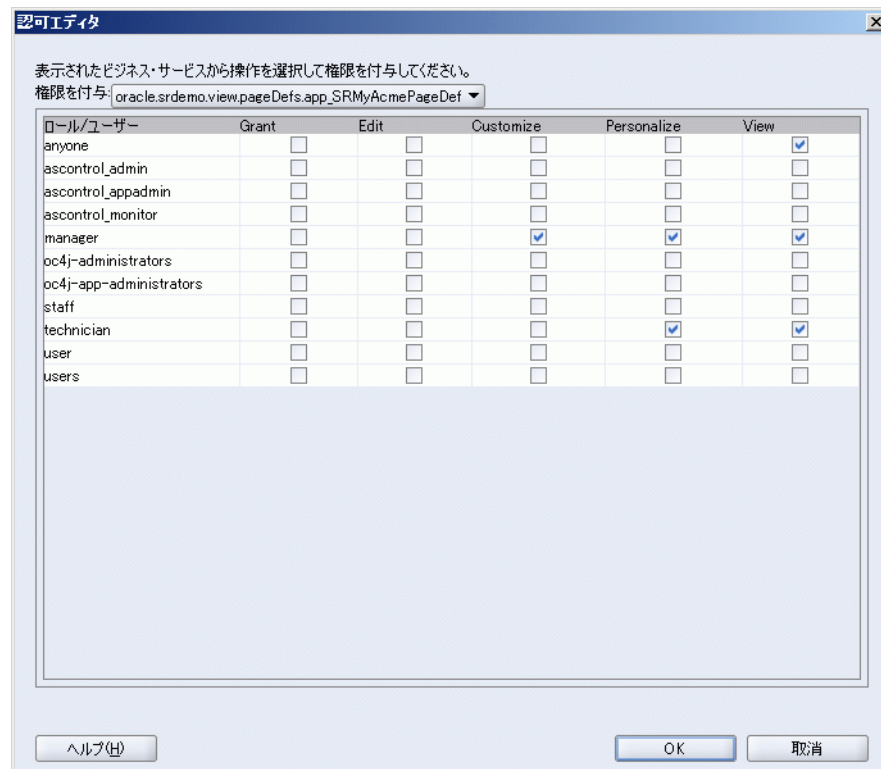 認可エディタ
表示されたビジネス・サービスから操作を選択して権限を付与してください。
権限を付与: oracle.srdemo.view.pageDefs.app_SRMyAcmePageDef
ロール/ユーザー Grant Edit Customize Personalize View
anyone
ascontrol_admin
ascontrol_appadmin
ascontrol_monitor
manager
oc4j-administrators
oc4j-app-administrators
staff
technician
user
users
ヘルプ(H) OK 取消